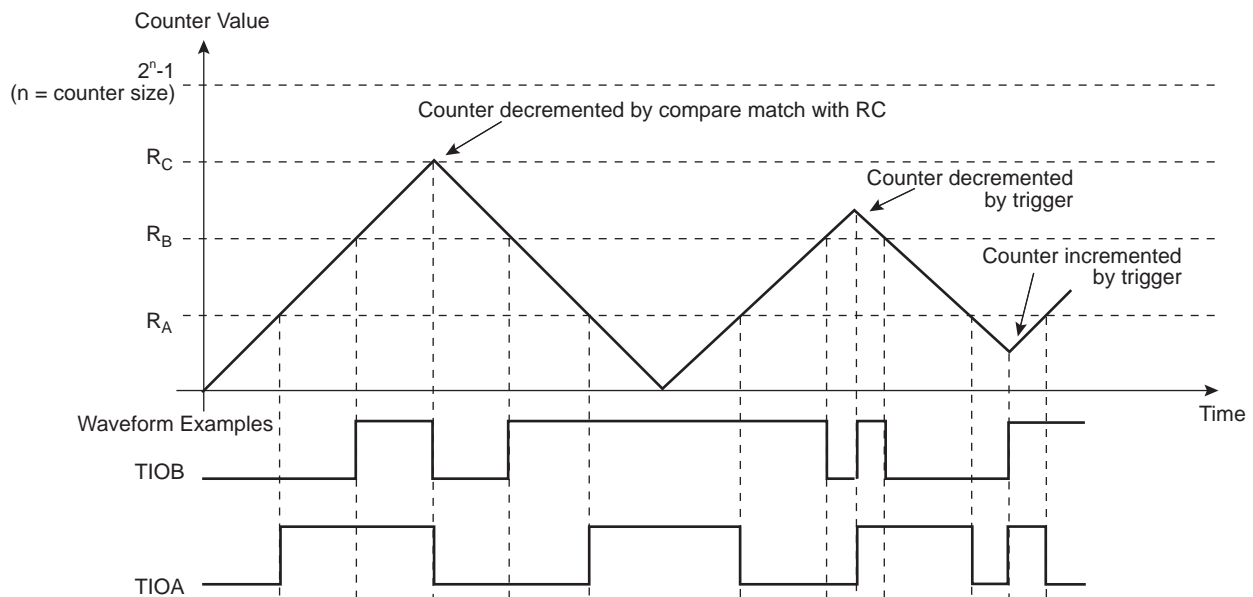 Counter Value
2ⁿ-1
(n = counter size)
Counter decremented by compare match with RC
R_C
Counter decremented
by trigger
R_B
Counter incremented
by trigger
R_A
Time
Waveform Examples
TIOB
TIOA